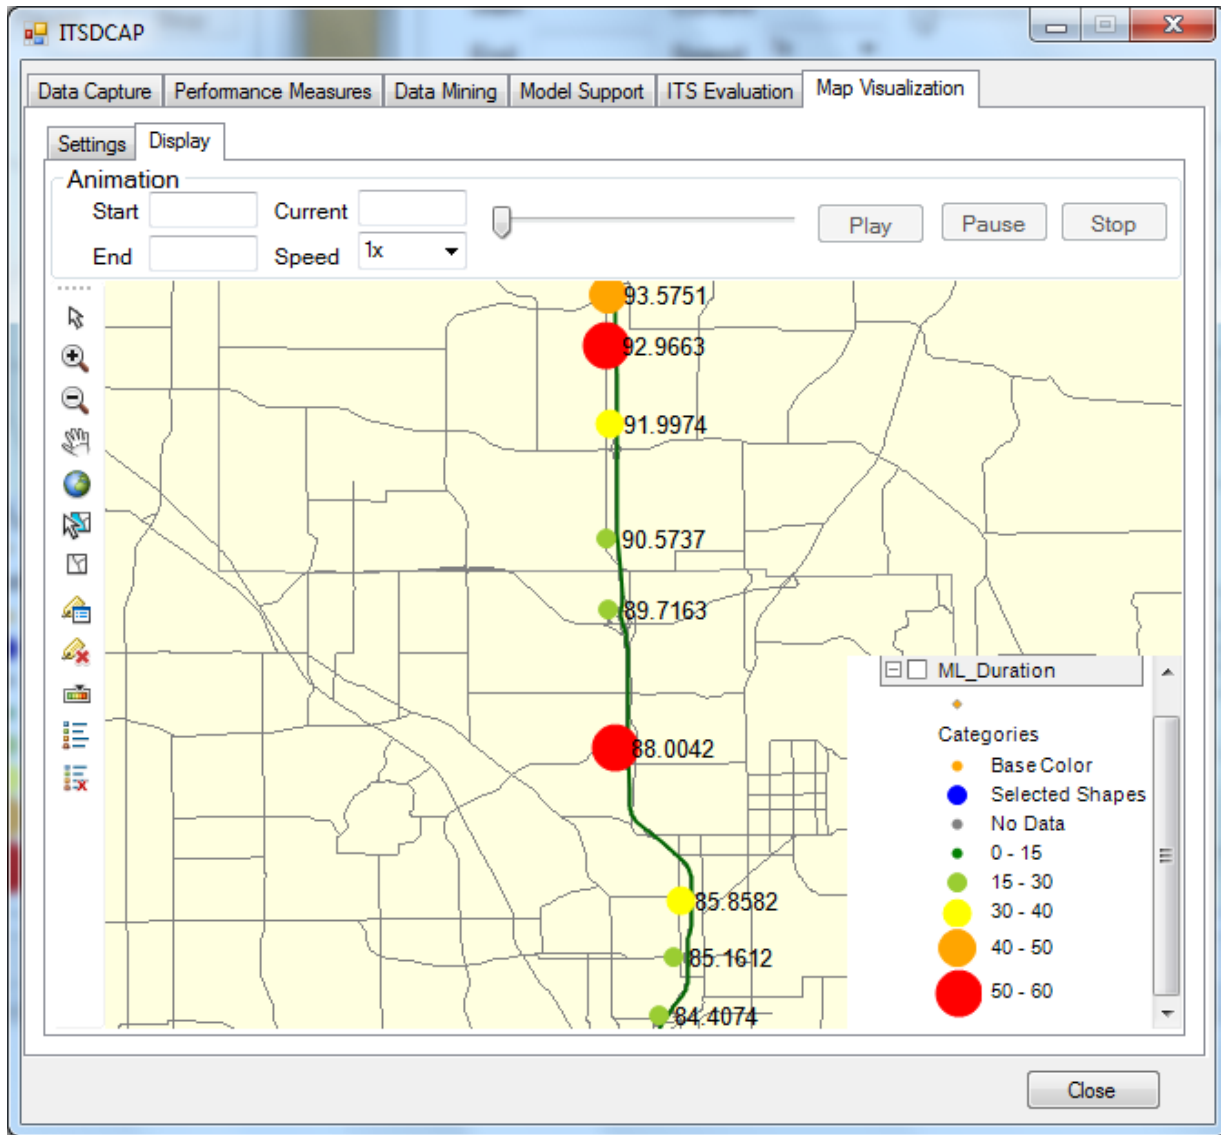 ITSDCAP
Data Capture Performance Measures Data Mining Model Support ITS Evaluation Map Visualization
Settings Display
Animation
Start Current Play Pause Stop
End Speed 1x
93.5751
92.9663
91.9974
90.5737
89.7163
88.0042
85.8582
85.1612
84.4074
ML_Duration
Categories
Base Color
Selected Shapes
No Data
0 - 15
15 - 30
30 - 40
40 - 50
50 - 60
Close